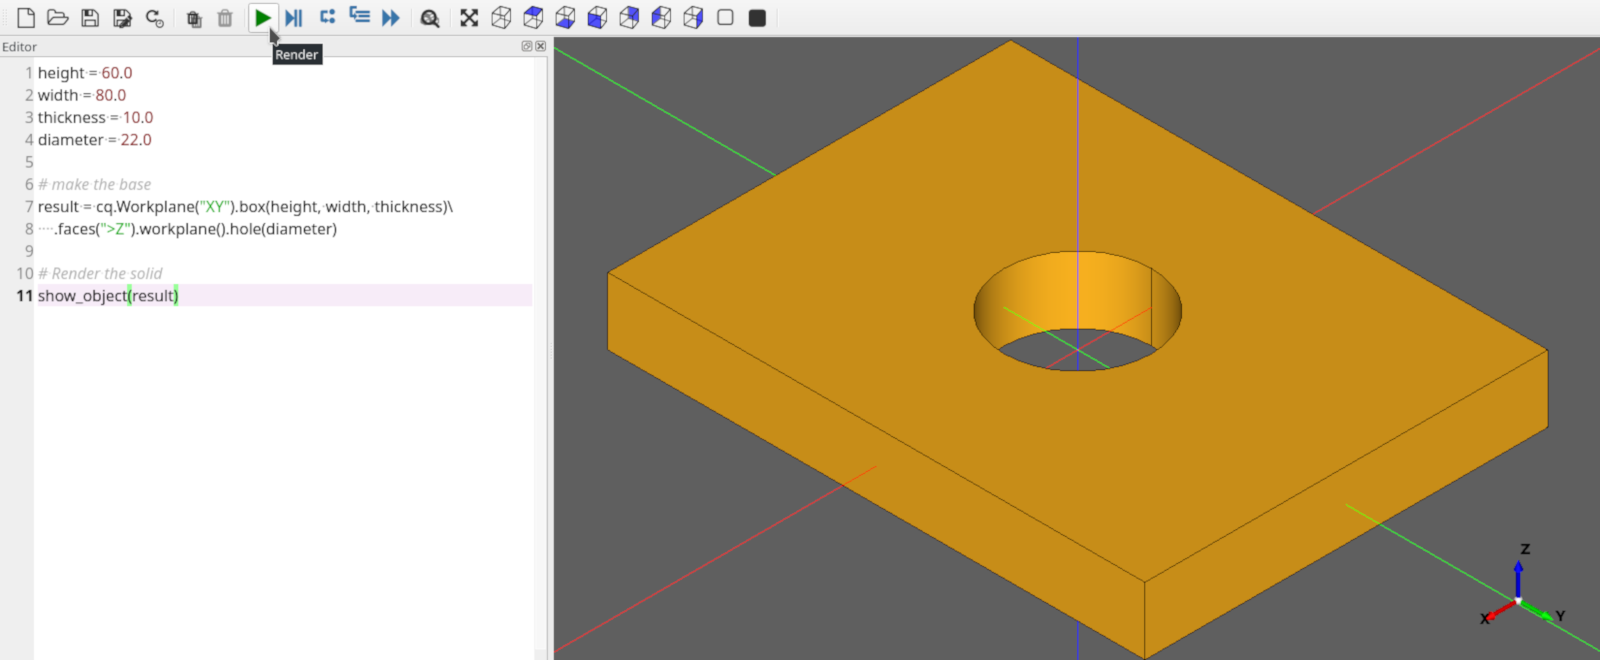 Render
Editor
1 height = 60.0
2 width = 80.0
3 thickness = 10.0
4 diameter = 22.0
5
6 # make the base
7 result = cq.Workplane("XY").box(height, width, thickness)\
8 ····.faces(">Z").workplane().hole(diameter)
9
10 # Render the solid
11 show_object(result)
Z
X
Y